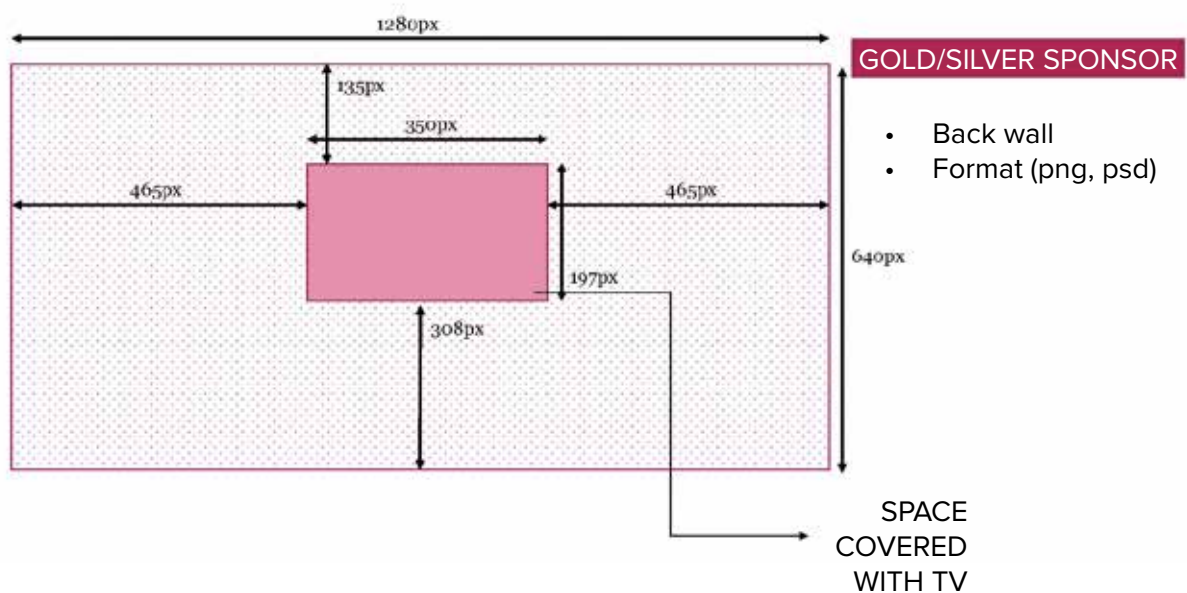 1280px
GOLD/SILVER SPONSOR
135px
350px
• Back wall
• Format (png, psd)
465px
465px
640px
197px
308px
SPACE
COVERED
WITH TV